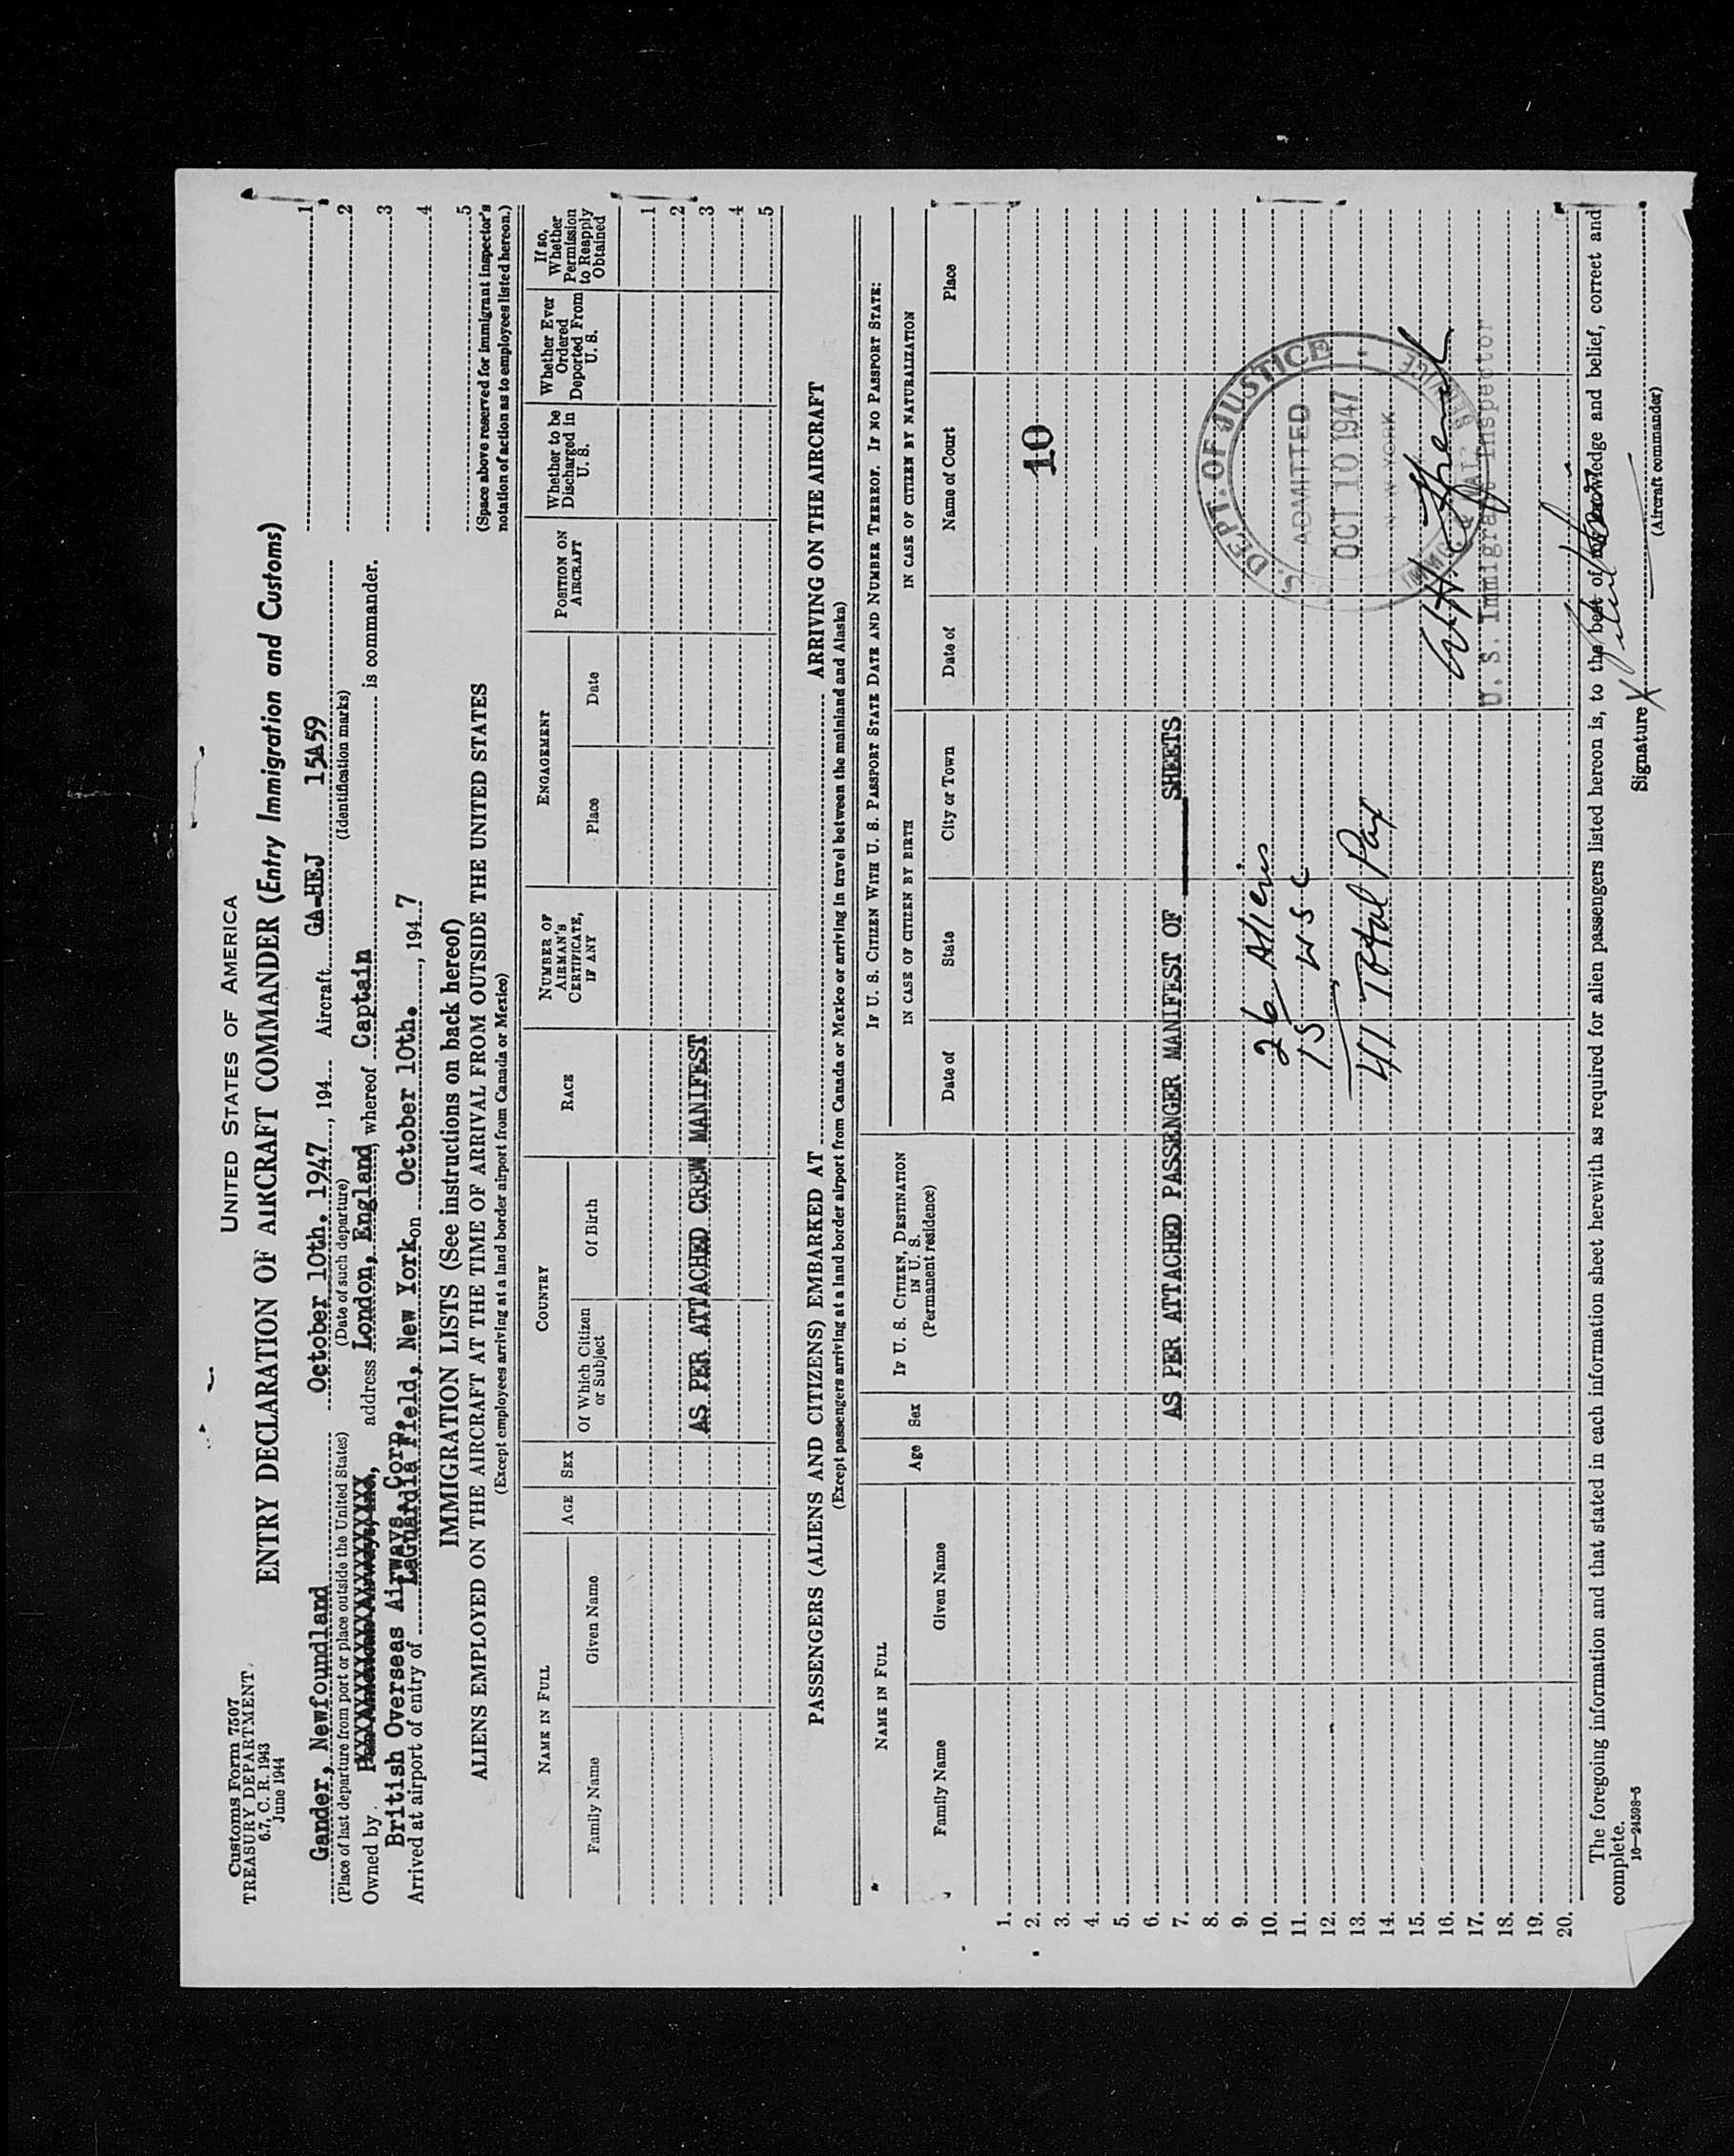 Customs Form 7507
TREASURY DEPARTMENT
6.7, C. R. 1943
June 1944
UNITED STATES OF AMERICA
ENTRY DECLARATION OF AIRCRAFT COMMANDER (Entry Immigration and Customs)
Gander, Newfoundland October 10th. 1947, 194 Aircraft GA-HEJ 15A59
(Place of last departure from port or place outside the United States) (Date of such departure) (Identification marks)
Owned by address London, England, whereof Captain is commander.
British Overseas Airways Corp.
Arrived at airport of entry of LaGuardia Field, New York on October 10th. , 1947
1
2
3
4
5
(Space above reserved for immigrant inspector's
notation of action as to employees listed hereon.)
IMMIGRATION LISTS (See instructions on back hereof)
ALIENS EMPLOYED ON THE AIRCRAFT AT THE TIME OF ARRIVAL FROM OUTSIDE THE UNITED STATES
(Except employees arriving at a land border airport from Canada or Mexico)
NAME IN FULL AGE SEX COUNTRY RACE NUMBER OF AIRMAN'S CERTIFICATE, IF ANY ENGAGEMENT POSITION ON AIRCRAFT Whether to be Discharged in U. S. Whether Ever Ordered Deported From U. S. If so, Whether Permission to Reapply Obtained
Family Name Given Name Of Which Citizen or Subject Of Birth Place Date
1
2
AS PER ATTACHED CREW MANIFEST 3
4
5
PASSENGERS (ALIENS AND CITIZENS) EMBARKED AT ARRIVING ON THE AIRCRAFT
(Except passengers arriving at a land border airport from Canada or Mexico or arriving in travel between the mainland and Alaska)
NAME IN FULL Age Sex IF U. S. CITIZEN, DESTINATION IN U. S. (Permanent residence) IF U. S. CITIZEN WITH U. S. PASSPORT STATE DATE AND NUMBER THEREOF. IF NO PASSPORT STATE:
IN CASE OF CITIZEN BY BIRTH IN CASE OF CITIZEN BY NATURALIZATION
Family Name Given Name Date of State City or Town Date of Name of Court Place
1.
2. 10
3.
4.
5.
6.
7. AS PER ATTACHED PASSENGER MANIFEST OF SHEETS
8.
9.
10. 26 Aliens
11. 15 USC
12.
13.
14. 41 Total Pax
15.
16.
17.
18.
19.
20.
DEPT. OF JUSTICE
ADMITTED
OCT 10 1947
NEW YORK
U. S. Immigrant Inspector
The foregoing information and that stated in each information sheet herewith as required for alien passengers listed hereon is, to the best of my knowledge and belief, correct and
complete.
16—24598-5
Signature X
(Aircraft commander)